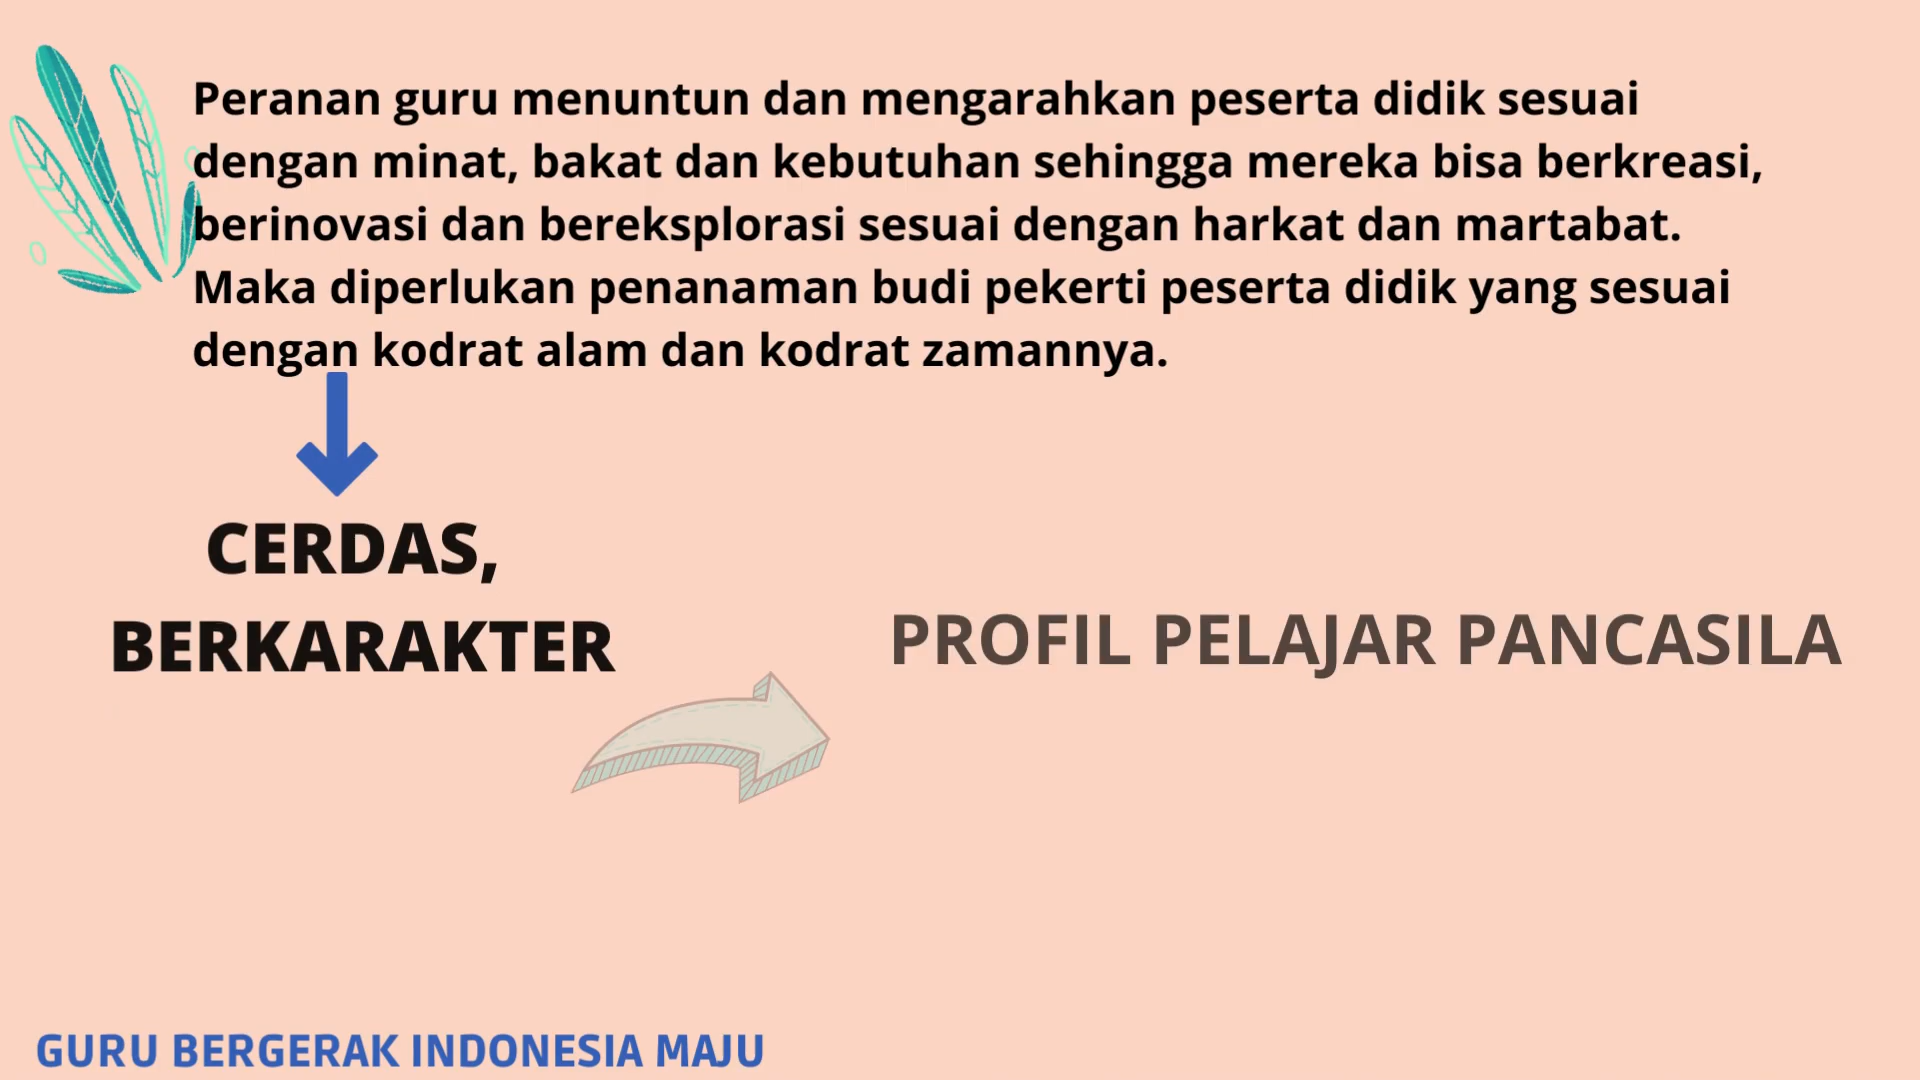 Peranan guru menuntun dan mengarahkan peserta didik sesuai
dengan minat, bakat dan kebutuhan sehingga mereka bisa berkreasi,
berinovasi dan bereksplorasi sesuai dengan harkat dan martabat.
Maka diperlukan penanaman budi pekerti peserta didik yang sesuai
dengan kodrat alam dan kodrat zamannya.
CERDAS,
BERKARAKTER
PROFIL PELAJAR PANCASILA
GURU BERGERAK INDONESIA MAJU